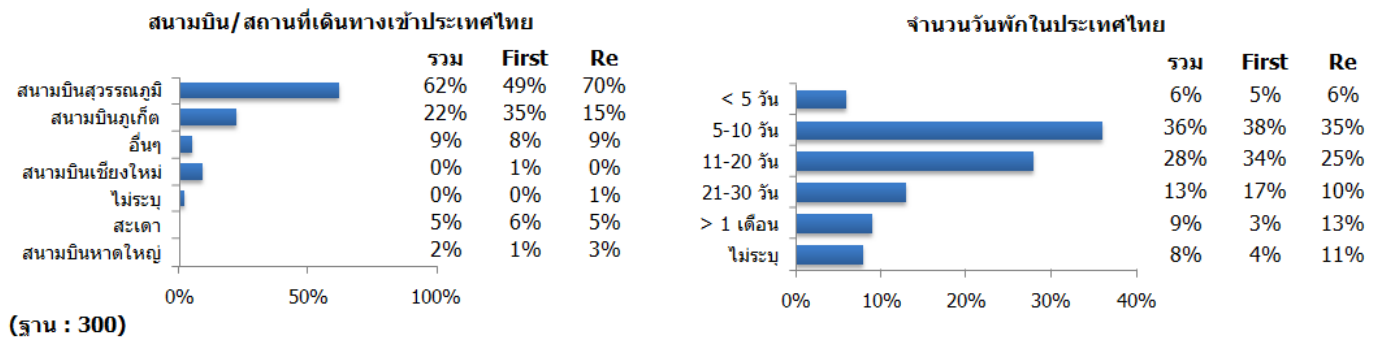 สนามบิน/สถานที่เดินทางเข้าประเทศไทย
รวม First Re
สนามบินสุวรรณภูมิ 62% 49% 70%
สนามบินภูเก็ต 22% 35% 15%
อื่นๆ 9% 8% 9%
สนามบินเชียงใหม่ 0% 1% 0%
ไม่ระบุ 0% 0% 1%
สะเดา 5% 6% 5%
สนามบินหาดใหญ่ 2% 1% 3%
0% 50% 100%
(ฐาน : 300)
จำนวนวันพักในประเทศไทย
รวม First Re
< 5 วัน 6% 5% 6%
5-10 วัน 36% 38% 35%
11-20 วัน 28% 34% 25%
21-30 วัน 13% 17% 10%
> 1 เดือน 9% 3% 13%
ไม่ระบุ 8% 4% 11%
0% 10% 20% 30% 40%